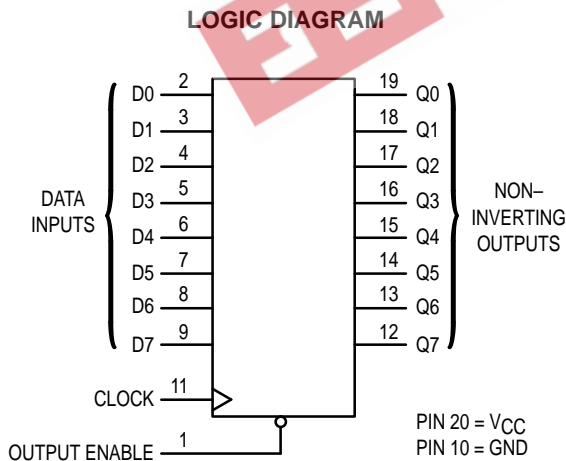 LOGIC DIAGRAM
D0 2 19 Q0
D1 3 18 Q1
D2 4 17 Q2
D3 5 16 Q3
D4 6 15 Q4
D5 7 14 Q5
D6 8 13 Q6
D7 9 12 Q7
DATA
INPUTS
NON–
INVERTING
OUTPUTS
CLOCK 11
OUTPUT ENABLE 1
PIN 20 = VCC
PIN 10 = GND